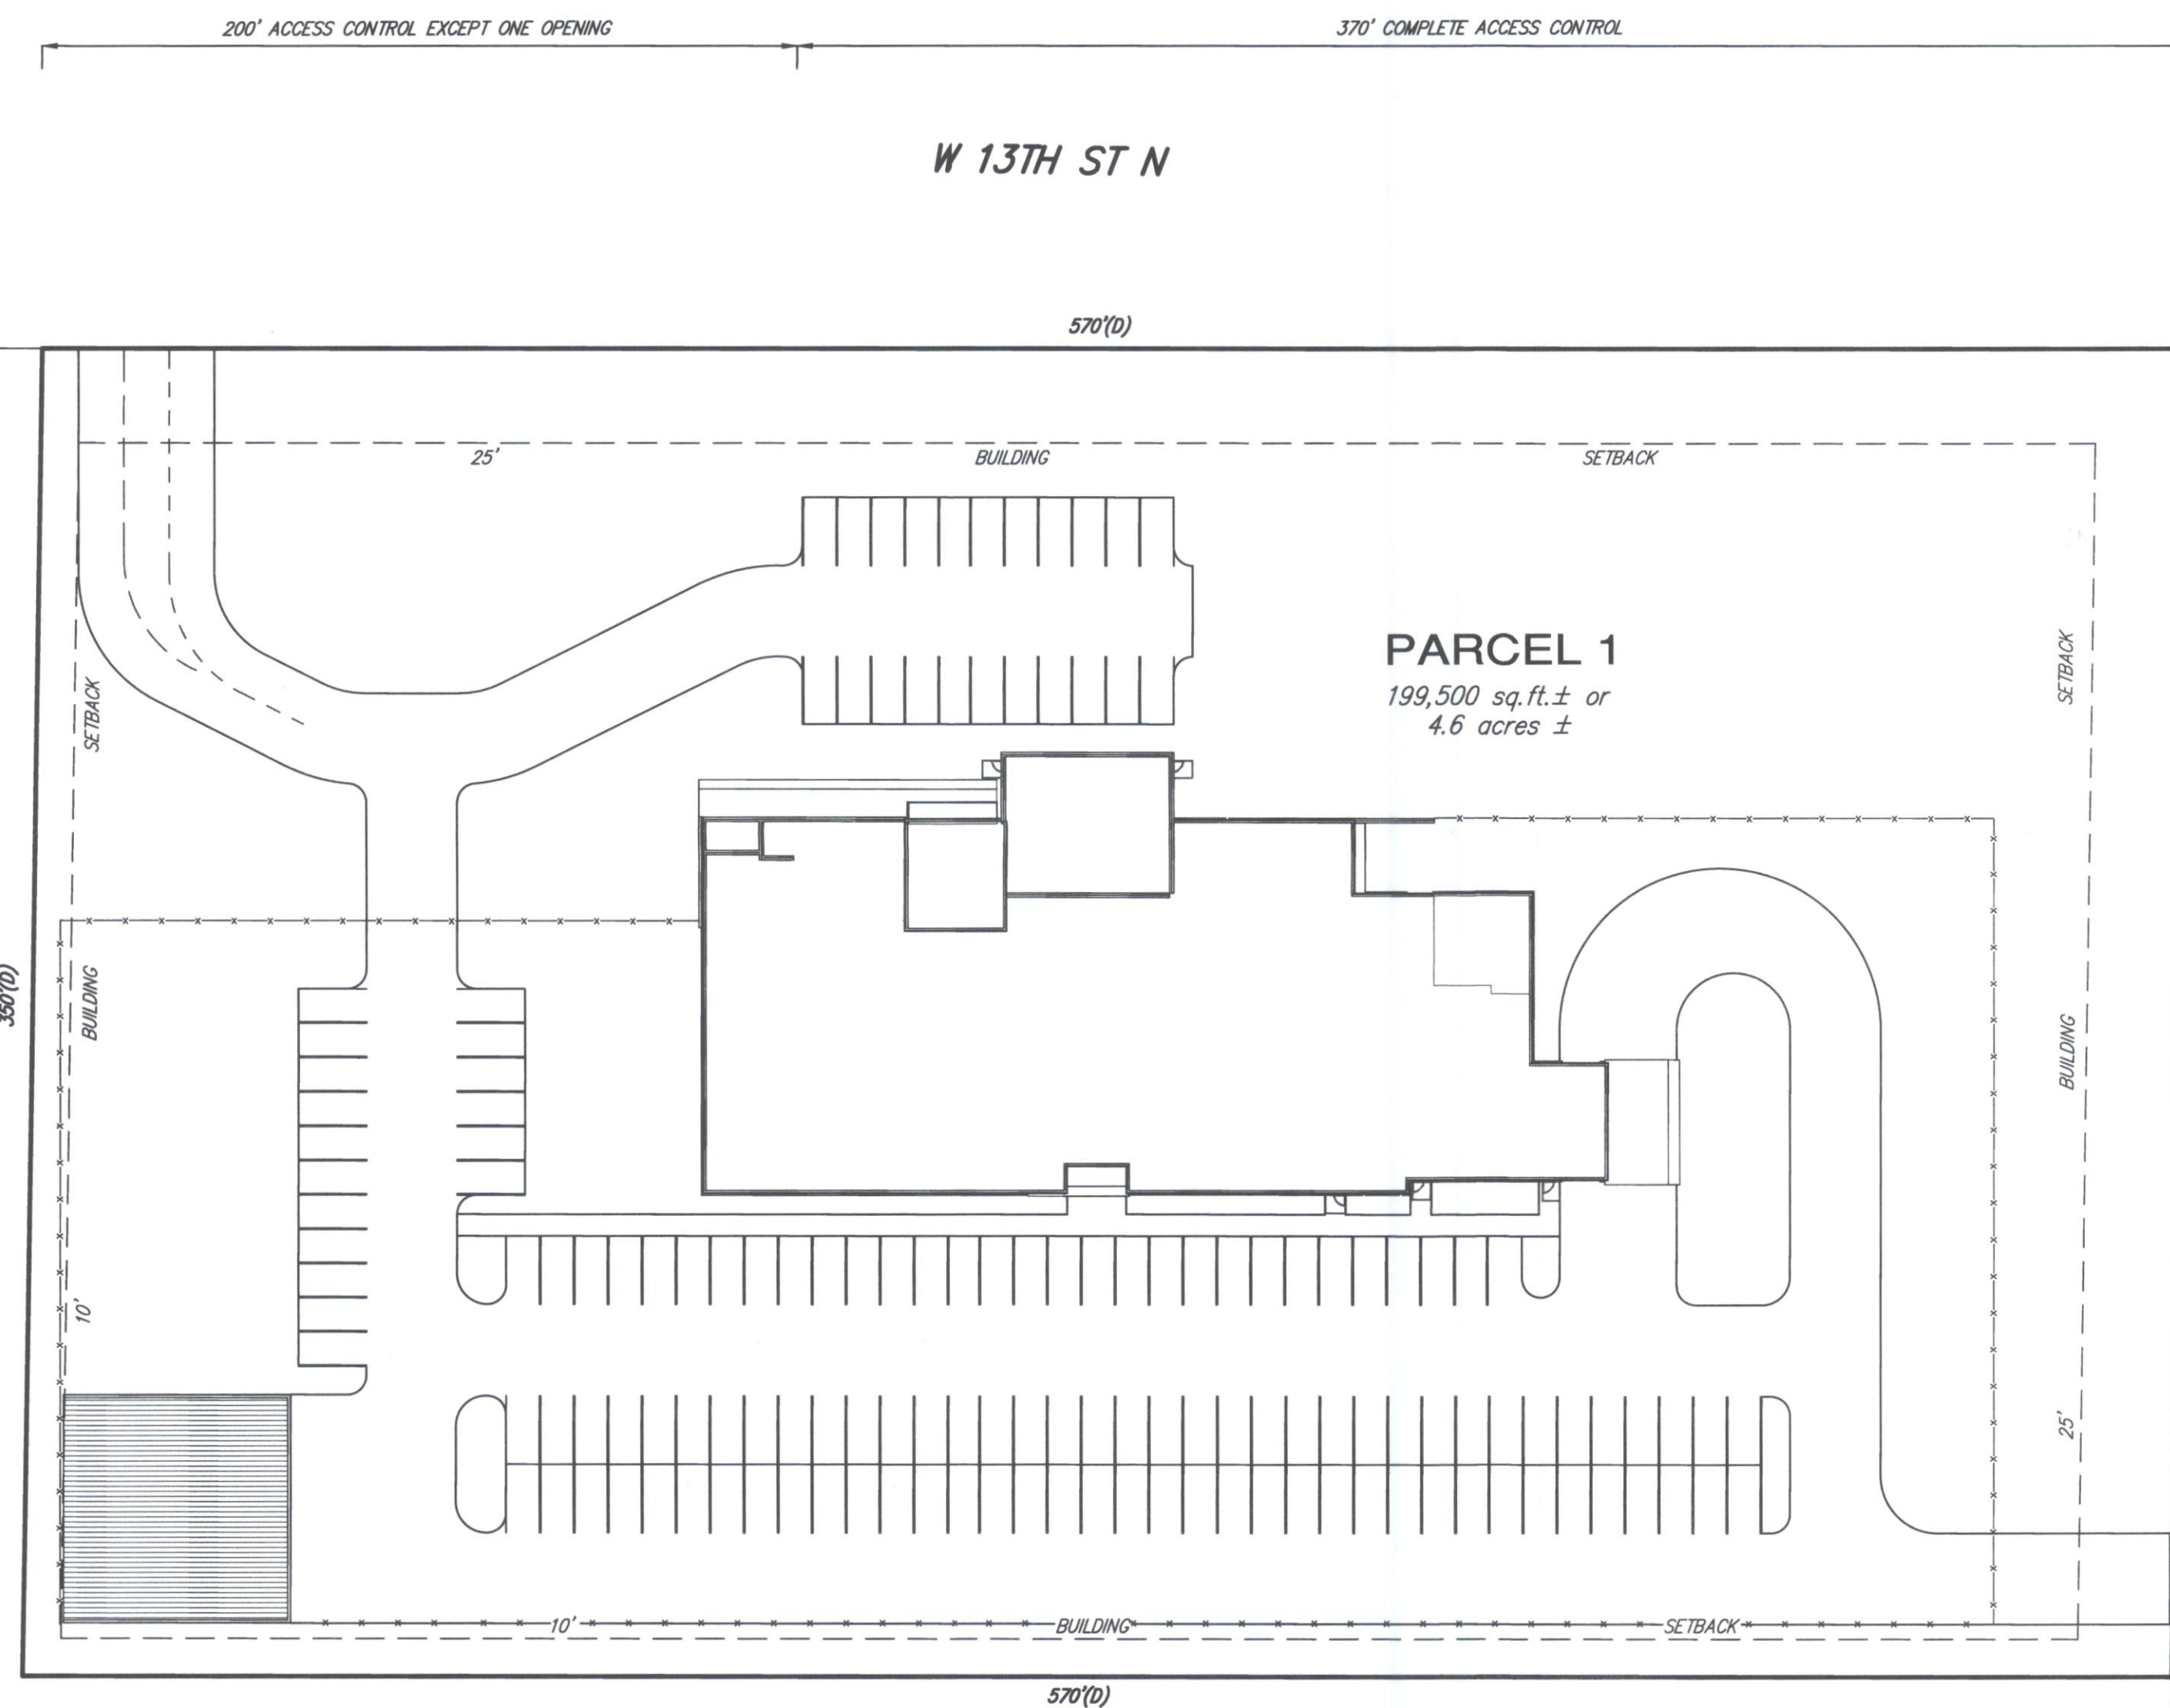 200' ACCESS CONTROL EXCEPT ONE OPENING
370' COMPLETE ACCESS CONTROL
W 13TH ST N
570'(D)
25'
BUILDING
SETBACK
PARCEL 1
199,500 sq.ft.± or
4.6 acres ±
SETBACK
BUILDING
10'
350'(D)
SETBACK
BUILDING
25'
10'
BUILDING
SETBACK
570'(D)